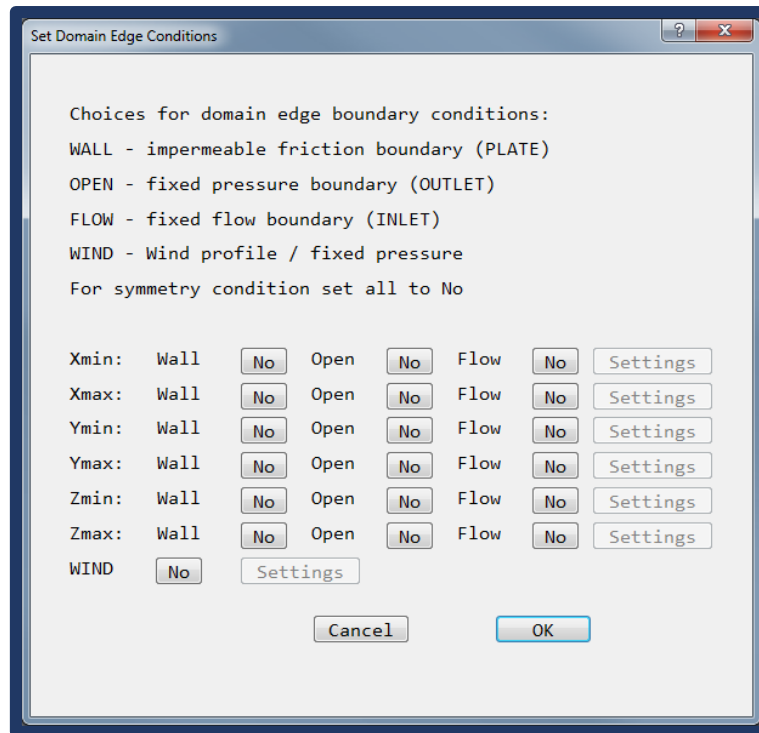 Set Domain Edge Conditions ? X
Choices for domain edge boundary conditions:
WALL - impermeable friction boundary (PLATE)
OPEN - fixed pressure boundary (OUTLET)
FLOW - fixed flow boundary (INLET)
WIND - Wind profile / fixed pressure
For symmetry condition set all to No
Xmin: Wall No Open No Flow No Settings
Xmax: Wall No Open No Flow No Settings
Ymin: Wall No Open No Flow No Settings
Ymax: Wall No Open No Flow No Settings
Zmin: Wall No Open No Flow No Settings
Zmax: Wall No Open No Flow No Settings
WIND No Settings
Cancel OK